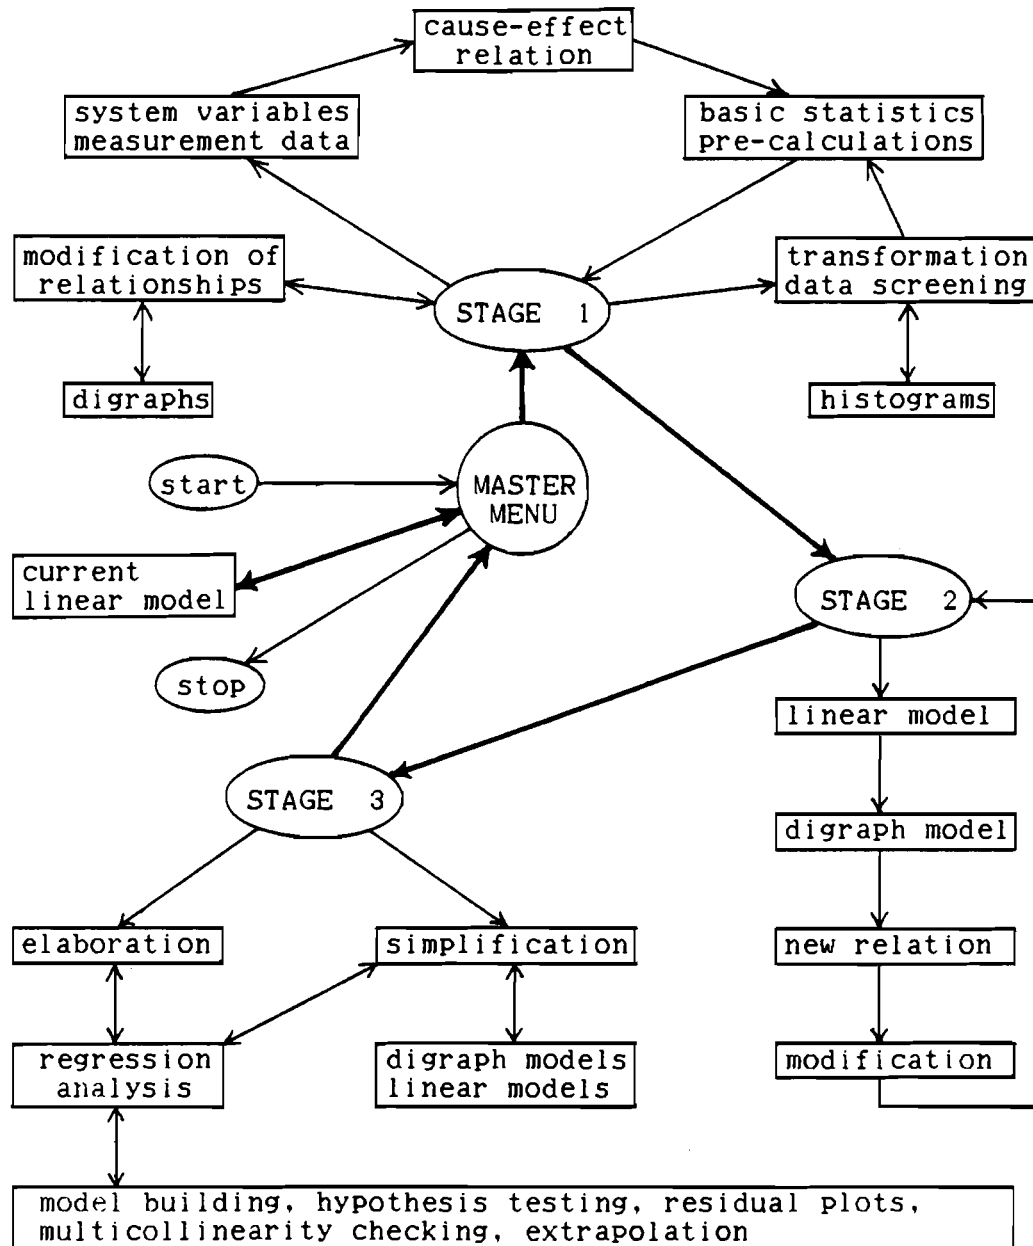 cause-effect
relation
system variables
measurement data
basic statistics
pre-calculations
modification of
relationships
transformation
data screening
STAGE 1
digraphs
histograms
start
MASTER
MENU
current
linear model
STAGE 2
stop
linear model
STAGE 3
digraph model
elaboration
simplification
new relation
regression
analysis
digraph models
linear models
modification
model building, hypothesis testing, residual plots,
multicollinearity checking, extrapolation